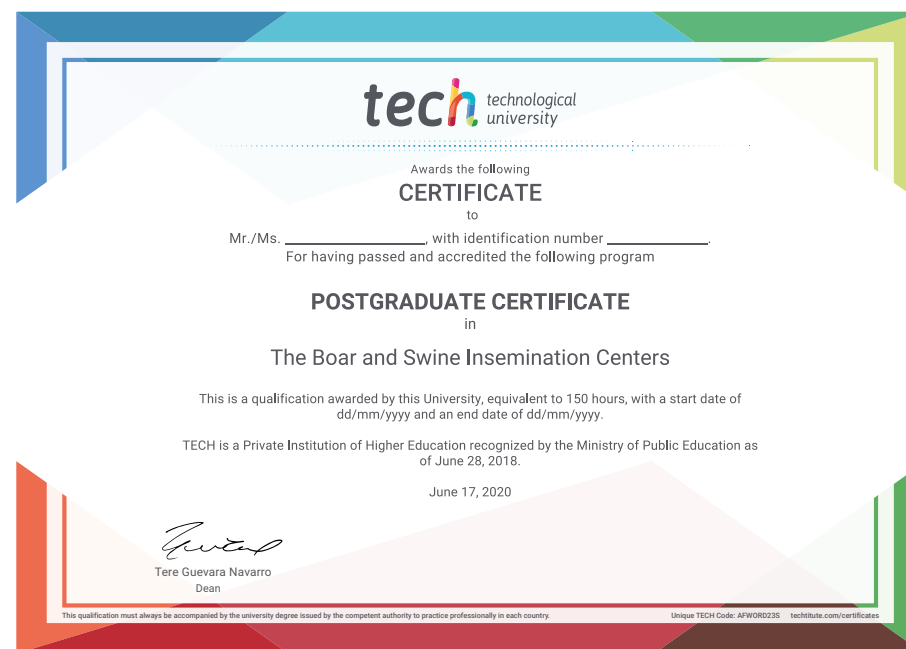 tech technological
university
Awards the following
CERTIFICATE
to
Mr./Ms. ____________________, with identification number ______________.
For having passed and accredited the following program
POSTGRADUATE CERTIFICATE
in
The Boar and Swine Insemination Centers
This is a qualification awarded by this University, equivalent to 150 hours, with a start date of
dd/mm/yyyy and an end date of dd/mm/yyyy.
TECH is a Private Institution of Higher Education recognized by the Ministry of Public Education as
of June 28, 2018.
June 17, 2020
Tere Guevara Navarro
Dean
This qualification must always be accompanied by the university degree issued by the competent authority to practice professionally in each country. Unique TECH Code: AFWORD23S techtitute.com/certificates